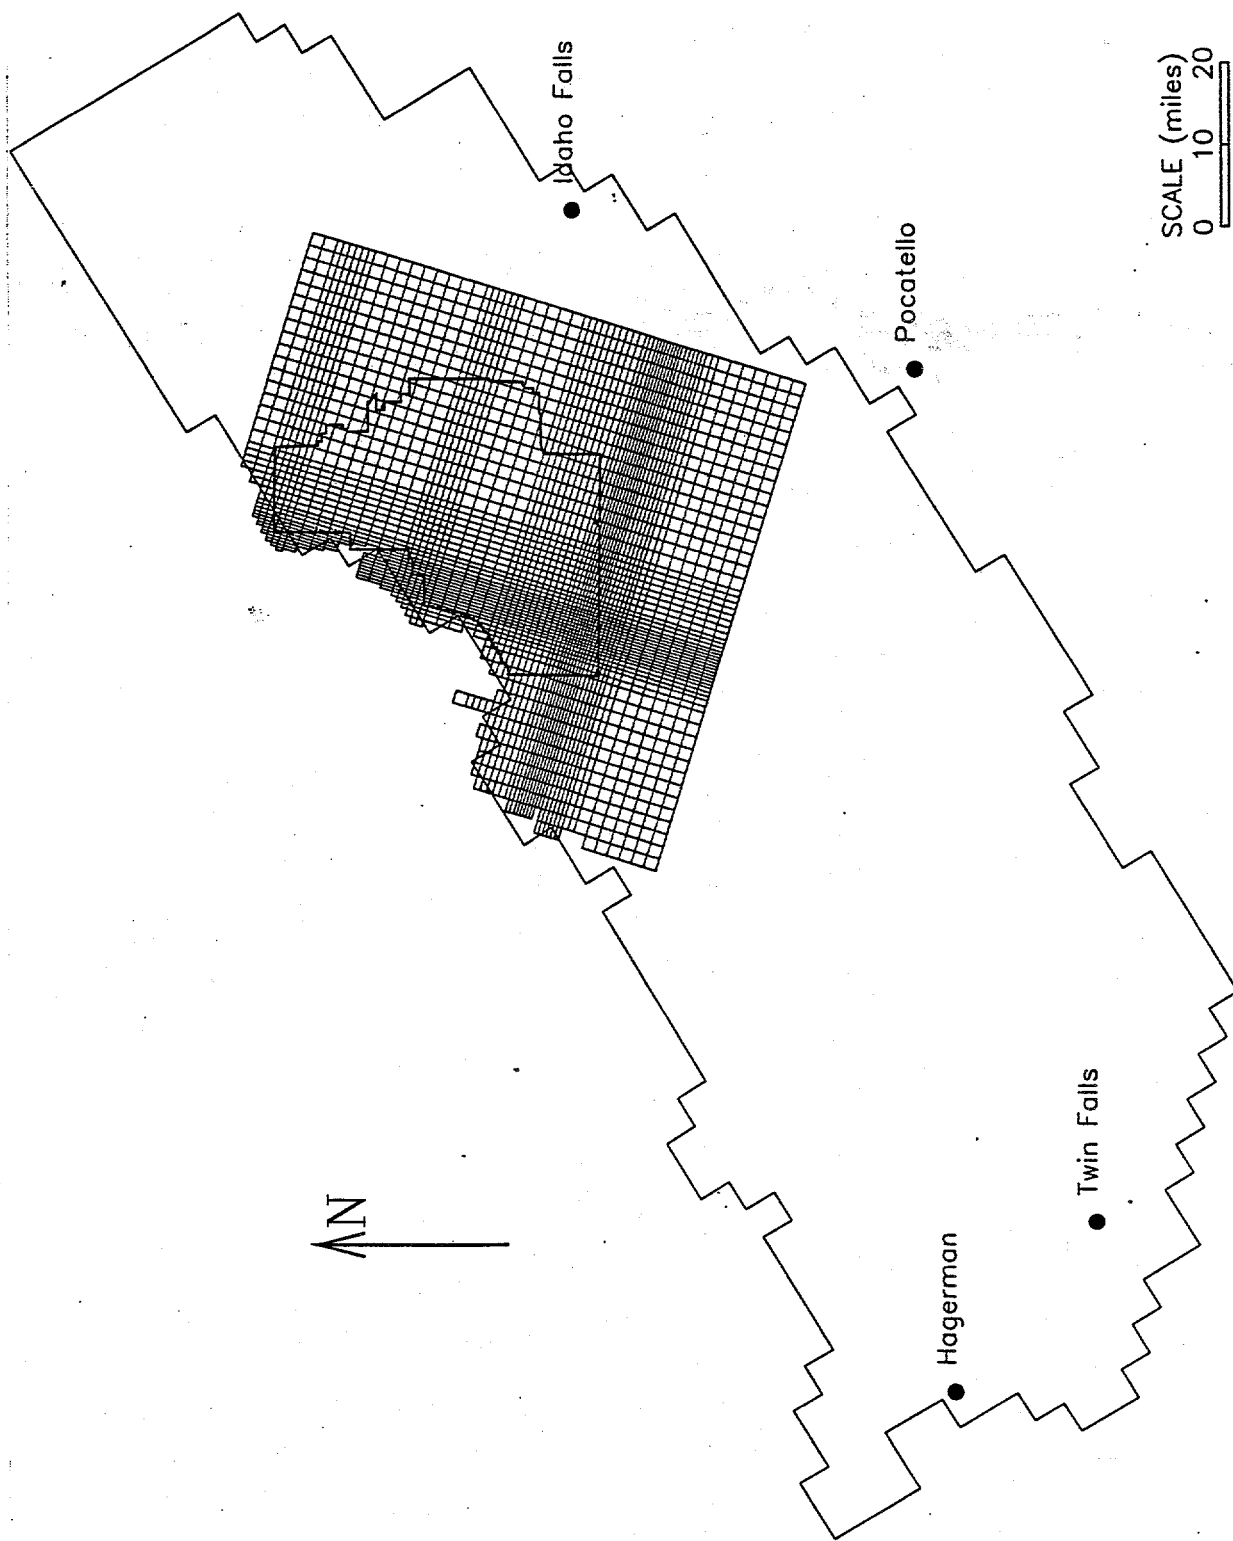 Idaho Falls
Pocatello
SCALE (miles)
0 10 20
N
Twin Falls
Hagerman